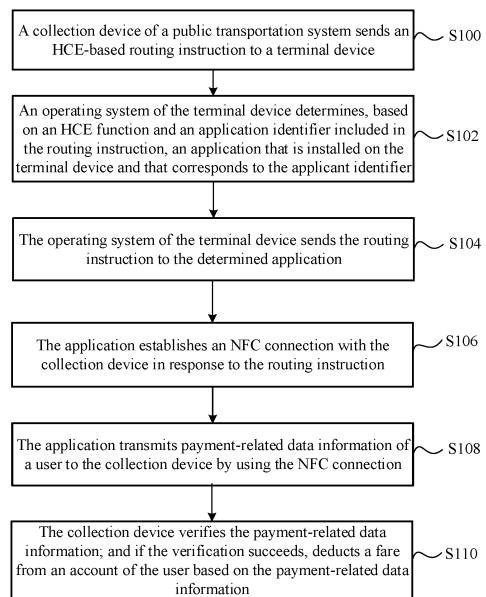 A collection device of a public transportation system sends an
HCE-based routing instruction to a terminal device
S100
An operating system of the terminal device determines, based
on an HCE function and an application identifier included in
the routing instruction, an application that is installed on the
terminal device and that corresponds to the applicant identifier
S102
The operating system of the terminal device sends the routing
instruction to the determined application
S104
The application establishes an NFC connection with the
collection device in response to the routing instruction
S106
The application transmits payment-related data information of
a user to the collection device by using the NFC connection
S108
The collection device verifies the payment-related data
information; and if the verification succeeds, deducts a fare
from an account of the user based on the payment-related data
information
S110